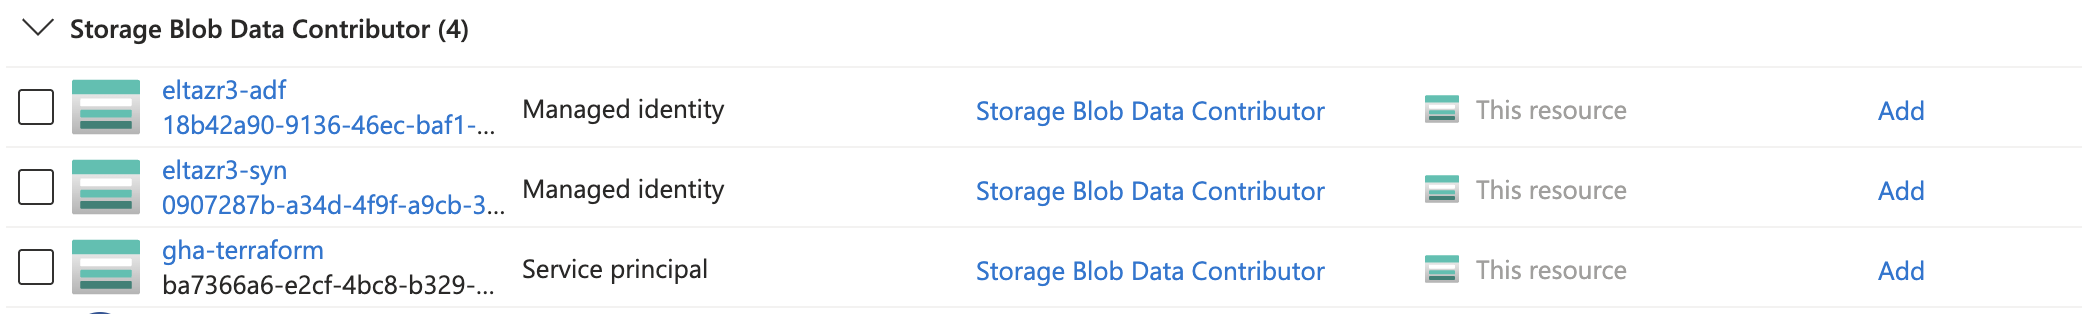 Storage Blob Data Contributor (4)
eltazr3-adf
18b42a90-9136-46ec-baf1-...
Managed identity
Storage Blob Data Contributor
This resource
Add
eltazr3-syn
0907287b-a34d-4f9f-a9cb-3...
Managed identity
Storage Blob Data Contributor
This resource
Add
gha-terraform
ba7366a6-e2cf-4bc8-b329-...
Service principal
Storage Blob Data Contributor
This resource
Add